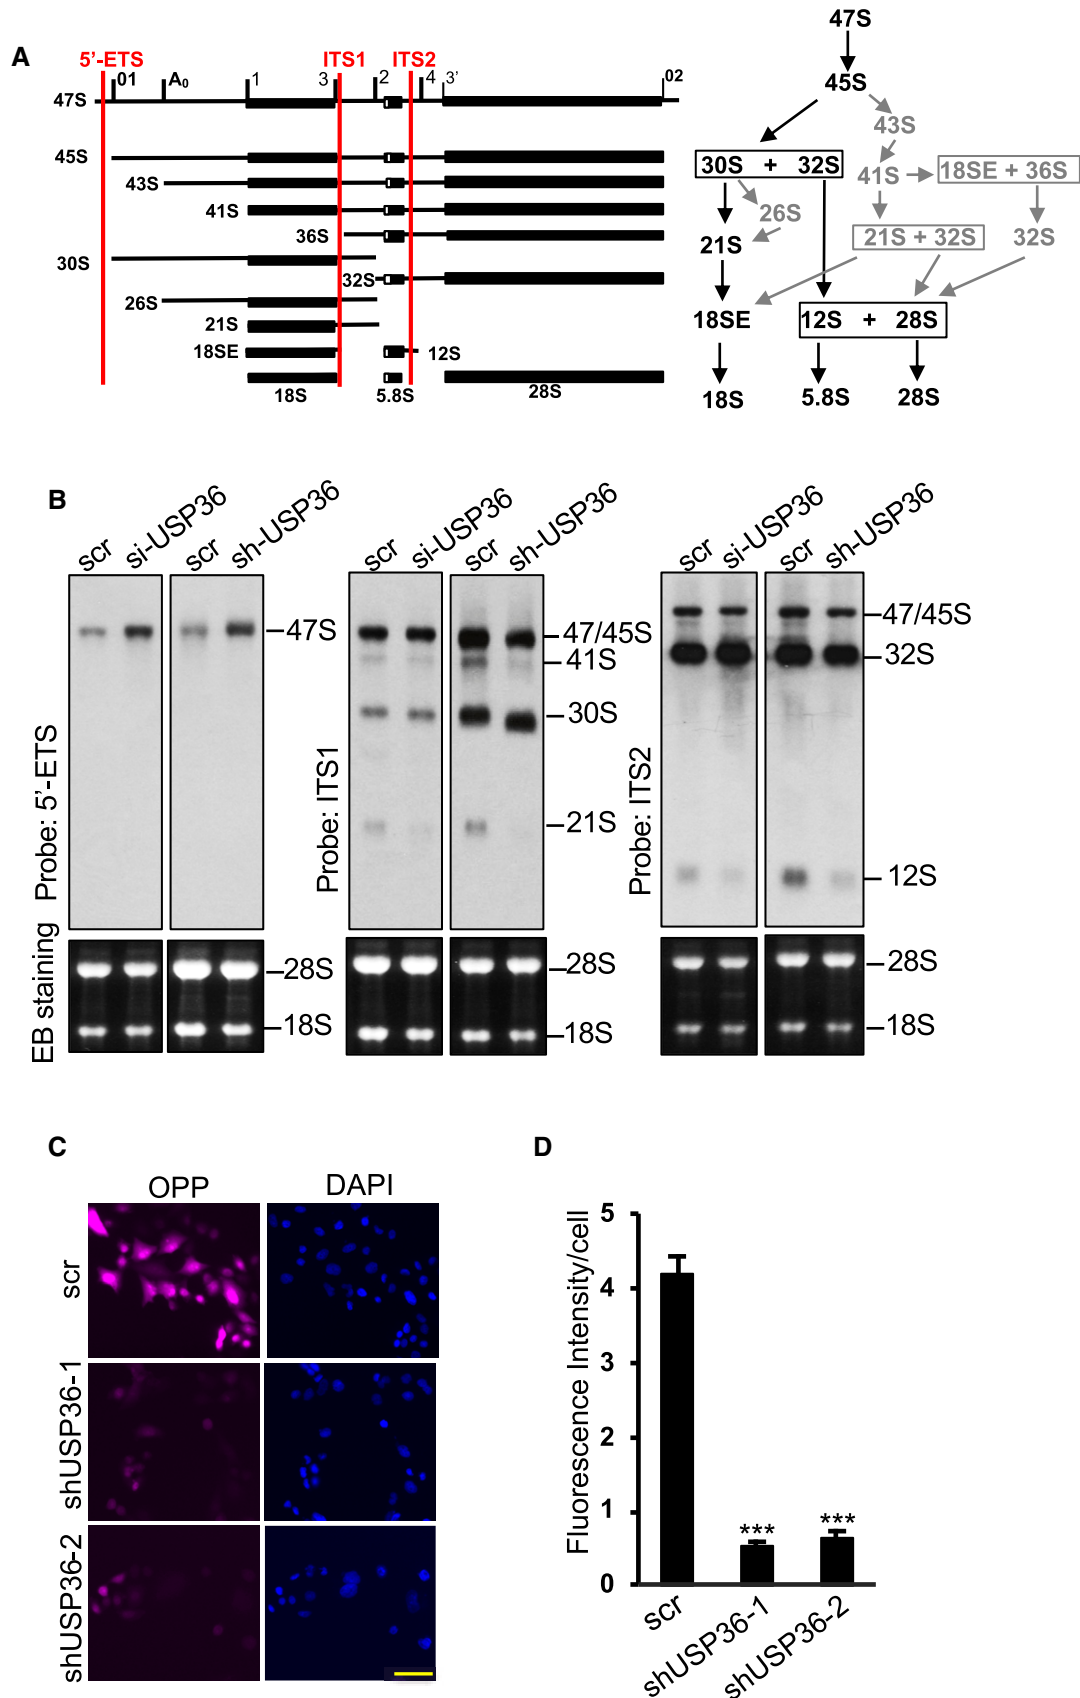 A
5’-ETS
ITS1
ITS2
01
A0
1
3
2
4
3'
02
47S
45S
43S
41S
36S
30S
32S
26S
21S
18SE
12S
18S
5.8S
28S
47S
45S
43S
30S + 32S
41S
18SE + 36S
26S
21S
21S + 32S
32S
18SE
12S + 28S
18S
5.8S
28S
B
scr
si-USP36
scr
sh-USP36
scr
si-USP36
scr
sh-USP36
scr
si-USP36
scr
sh-USP36
Probe: 5’-ETS
47S
Probe: ITS1
47/45S
41S
30S
21S
Probe: ITS2
47/45S
32S
12S
EB staining
28S
18S
28S
18S
28S
18S
C
OPP
DAPI
scr
shUSP36-1
shUSP36-2
D
Fluorescence Intensity/cell
5
4
3
2
1
0
***
***
scr
shUSP36-1
shUSP36-2